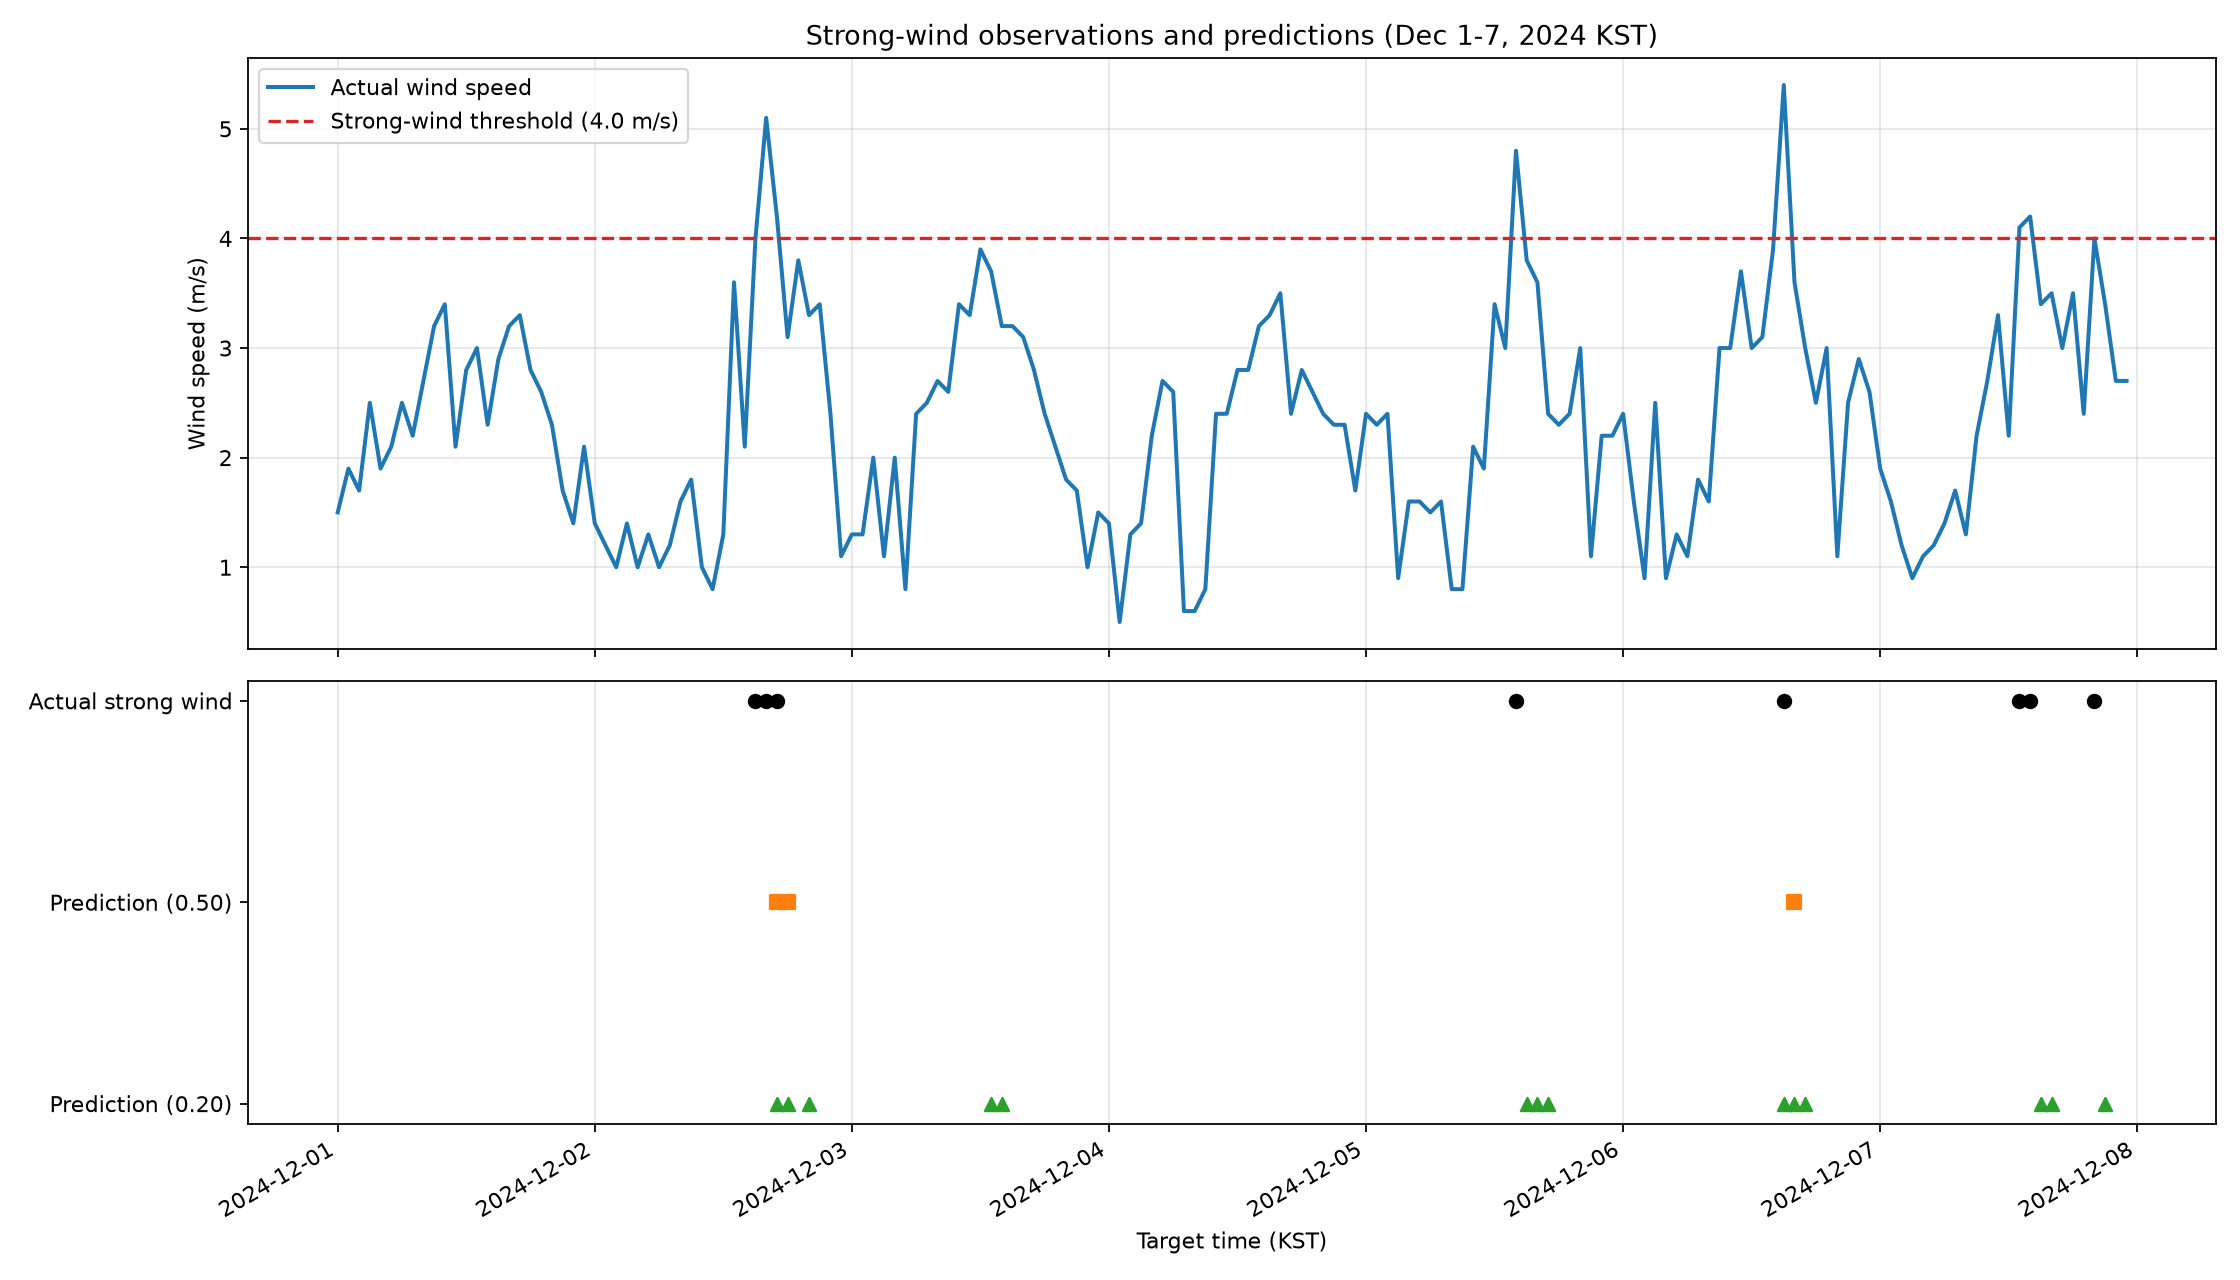 Strong-wind observations and predictions (Dec 1-7, 2024 KST)
Actual wind speed
Strong-wind threshold (4.0 m/s)
Wind speed (m/s)
5
4
3
2
1
Actual strong wind
Prediction (0.50)
Prediction (0.20)
2024-12-01
2024-12-02
2024-12-03
2024-12-04
2024-12-05
2024-12-06
2024-12-07
2024-12-08
Target time (KST)